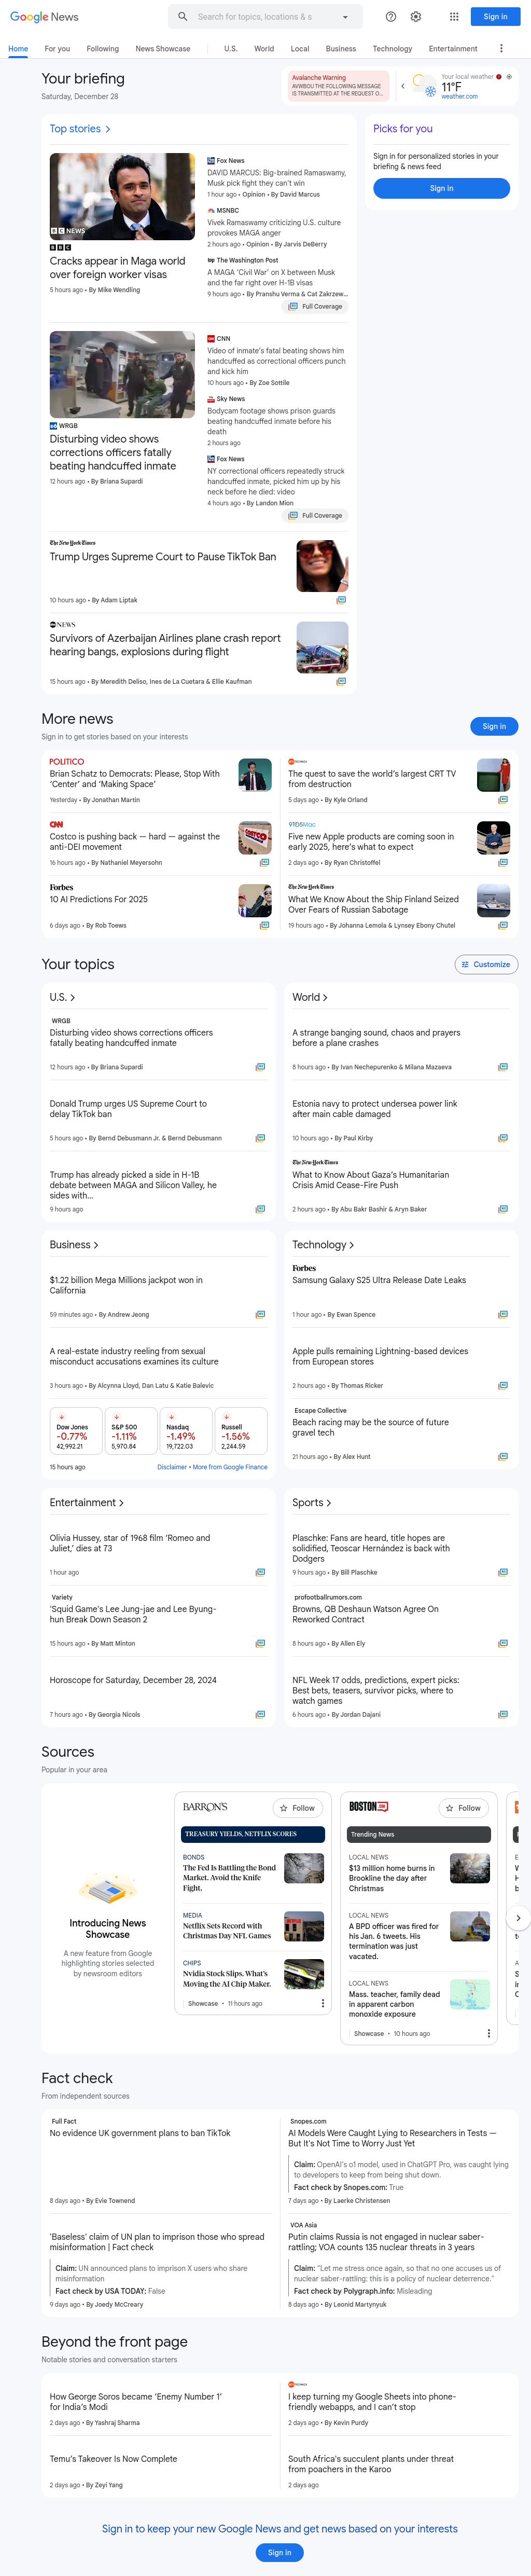 Google News
Search for topics, locations & s
Sign in
Home
For you
Following
News Showcase
U.S.
World
Local
Business
Technology
Entertainment
Your briefing
Saturday, December 28
Avalanche Warning
AVWBOU THE FOLLOWING MESSAGE
IS TRANSMITTED AT THE REQUEST O...
Your local weather
11°F
weather.com
Top stories
BBC NEWS
BBC
Cracks appear in Maga world
over foreign worker visas
5 hours ago • By Mike Wendling
Fox News
DAVID MARCUS: Big-brained Ramaswamy,
Musk pick fight they can't win
1 hour ago • Opinion • By David Marcus
MSNBC
Vivek Ramaswamy criticizing U.S. culture
provokes MAGA anger
2 hours ago • Opinion • By Jarvis DeBerry
The Washington Post
A MAGA 'Civil War' on X between Musk
and the far right over H-1B visas
9 hours ago • By Pranshu Verma & Cat Zakrzew...
Full Coverage
WRGB
Disturbing video shows
corrections officers fatally
beating handcuffed inmate
12 hours ago • By Briana Supardi
CNN
Video of inmate's fatal beating shows him
handcuffed as correctional officers punch
and kick him
10 hours ago • By Zoe Sottile
Sky News
Bodycam footage shows prison guards
beating handcuffed inmate before his
death
2 hours ago
Fox News
NY correctional officers repeatedly struck
handcuffed inmate, picked him up by his
neck before he died: video
4 hours ago • By Landon Mion
Full Coverage
The New York Times
Trump Urges Supreme Court to Pause TikTok Ban
10 hours ago • By Adam Liptak
abc NEWS
Survivors of Azerbaijan Airlines plane crash report
hearing bangs, explosions during flight
15 hours ago • By Meredith Deliso, Ines de La Cuetara & Ellie Kaufman
Picks for you
Sign in for personalized stories in your
briefing & news feed
Sign in
More news
Sign in to get stories based on your interests
Sign in
POLITICO
Brian Schatz to Democrats: Please, Stop With
'Center' and 'Making Space'
Yesterday • By Jonathan Martin
The quest to save the world's largest CRT TV
from destruction
5 days ago • By Kyle Orland
CNN
Costco is pushing back — hard — against the
anti-DEI movement
16 hours ago • By Nathaniel Meyersohn
9TO5Mac
Five new Apple products are coming soon in
early 2025, here's what to expect
2 days ago • By Ryan Christoffel
Forbes
10 AI Predictions For 2025
6 days ago • By Rob Toews
The New York Times
What We Know About the Ship Finland Seized
Over Fears of Russian Sabotage
19 hours ago • By Johanna Lemola & Lynsey Ebony Chutel
Your topics
Customize
U.S.
WRGB
Disturbing video shows corrections officers
fatally beating handcuffed inmate
12 hours ago • By Briana Supardi
Donald Trump urges US Supreme Court to
delay TikTok ban
5 hours ago • By Bernd Debusmann Jr. & Bernd Debusmann
Trump has already picked a side in H-1B
debate between MAGA and Silicon Valley, he
sides with...
9 hours ago
World
A strange banging sound, chaos and prayers
before a plane crashes
8 hours ago • By Ivan Nechepurenko & Milana Mazaeva
Estonia navy to protect undersea power link
after main cable damaged
10 hours ago • By Paul Kirby
The New York Times
What to Know About Gaza's Humanitarian
Crisis Amid Cease-Fire Push
2 hours ago • By Abu Bakr Bashir & Aryn Baker
Business
$1.22 billion Mega Millions jackpot won in
California
59 minutes ago • By Andrew Jeong
A real-estate industry reeling from sexual
misconduct accusations examines its culture
3 hours ago • By Alcynna Lloyd, Dan Latu & Katie Balevic
Dow Jones
-0.77%
42,992.21
S&P 500
-1.11%
5,970.84
Nasdaq
-1.49%
19,722.03
Russell
-1.56%
2,244.59
15 hours ago
Disclaimer • More from Google Finance
Technology
Forbes
Samsung Galaxy S25 Ultra Release Date Leaks
1 hour ago • By Ewan Spence
Apple pulls remaining Lightning-based devices
from European stores
2 hours ago • By Thomas Ricker
Escape Collective
Beach racing may be the source of future
gravel tech
21 hours ago • By Alex Hunt
Entertainment
Olivia Hussey, star of 1968 film 'Romeo and
Juliet,' dies at 73
1 hour ago
Variety
'Squid Game's Lee Jung-jae and Lee Byung-
hun Break Down Season 2
15 hours ago • By Matt Minton
Horoscope for Saturday, December 28, 2024
7 hours ago • By Georgia Nicols
Sports
Plaschke: Fans are heard, title hopes are
solidified, Teoscar Hernández is back with
Dodgers
9 hours ago • By Bill Plaschke
profootballrumors.com
Browns, QB Deshaun Watson Agree On
Reworked Contract
8 hours ago • By Allen Ely
NFL Week 17 odds, predictions, expert picks:
Best bets, teasers, survivor picks, where to
watch games
6 hours ago • By Jordan Dajani
Sources
Popular in your area
Introducing News
Showcase
A new feature from Google
highlighting stories selected
by newsroom editors
BARRON'S
Follow
TREASURY YIELDS, NETFLIX SCORES
BONDS
The Fed Is Battling the Bond
Market. Avoid the Knife
Fight.
MEDIA
Netflix Sets Record with
Christmas Day NFL Games
CHIPS
Nvidia Stock Slips. What's
Moving the AI Chip Maker.
Showcase • 11 hours ago
BOSTON.COM
Follow
Trending News
LOCAL NEWS
$13 million home burns in
Brookline the day after
Christmas
LOCAL NEWS
A BPD officer was fired for
his Jan. 6 tweets. His
termination was just
vacated.
LOCAL NEWS
Mass. teacher, family dead
in apparent carbon
monoxide exposure
Showcase • 10 hours ago
Fact check
From independent sources
Full Fact
No evidence UK government plans to ban TikTok
8 days ago • By Evie Townend
Snopes.com
AI Models Were Caught Lying to Researchers in Tests —
But It's Not Time to Worry Just Yet
Claim: OpenAI's o1 model, used in ChatGPT Pro, was caught lying
to developers to keep from being shut down.
Fact check by Snopes.com: True
7 days ago • By Laerke Christensen
'Baseless' claim of UN plan to imprison those who spread
misinformation | Fact check
Claim: UN announced plans to imprison X users who share
misinformation
Fact check by USA TODAY: False
9 days ago • By Joedy McCreary
VOA Asia
Putin claims Russia is not engaged in nuclear saber-
rattling; VOA counts 135 nuclear threats in 3 years
Claim: "Let me stress once again, so that no one accuses us of
nuclear saber-rattling: this is a policy of nuclear deterrence."
Fact check by Polygraph.info: Misleading
8 days ago • By Leonid Martynyuk
Beyond the front page
Notable stories and conversation starters
How George Soros became 'Enemy Number 1'
for India's Modi
2 days ago • By Yashraj Sharma
I keep turning my Google Sheets into phone-
friendly webapps, and I can't stop
2 days ago • By Kevin Purdy
Temu's Takeover Is Now Complete
2 days ago • By Zeyi Yang
South Africa's succulent plants under threat
from poachers in the Karoo
2 days ago
Sign in to keep your new Google News and get news based on your interests
Sign in